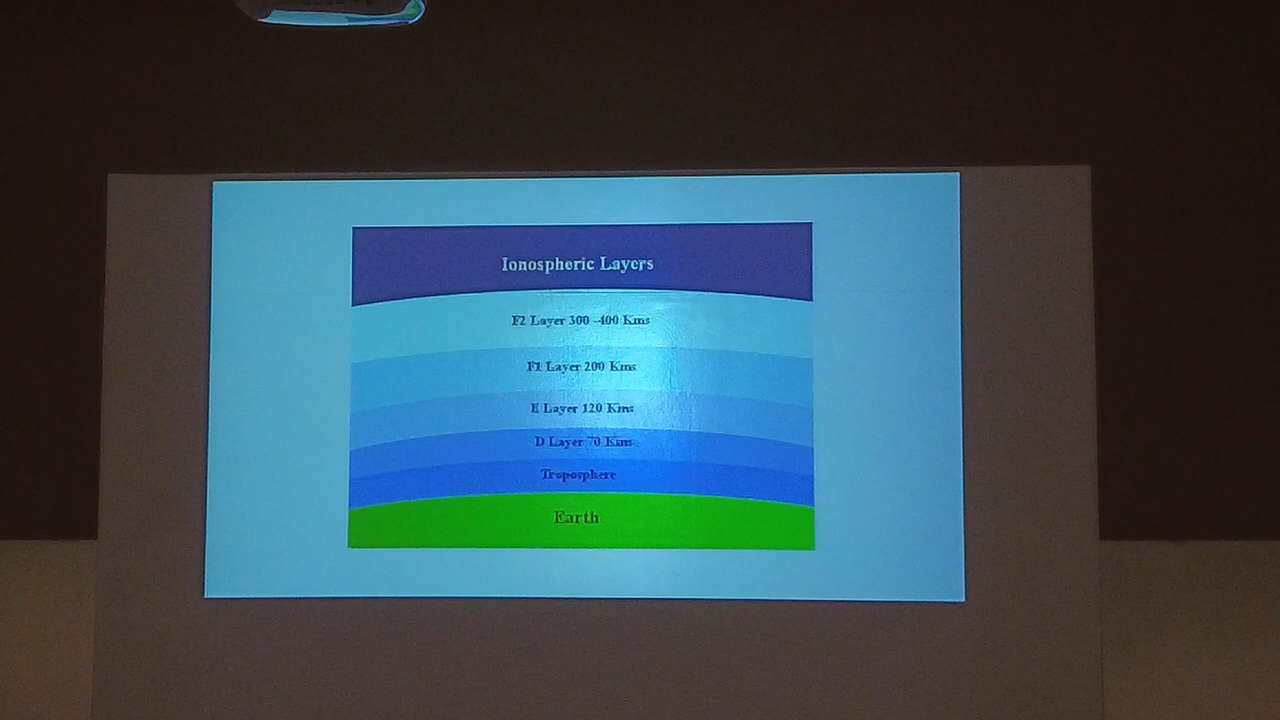 Ionospheric Layers
F2 Layer 300 -400 Kms
F1 Layer 200 Kms
E Layer 120 Kms
D Layer 70 Kms
Troposphere
Earth